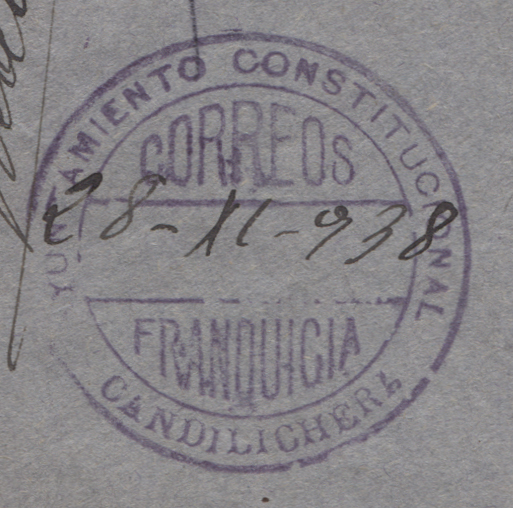 YUNTAMIENTO CONSTITUCIONAL
CORREOS
28-11-938
FRANQUICIA
CANDILICHERA